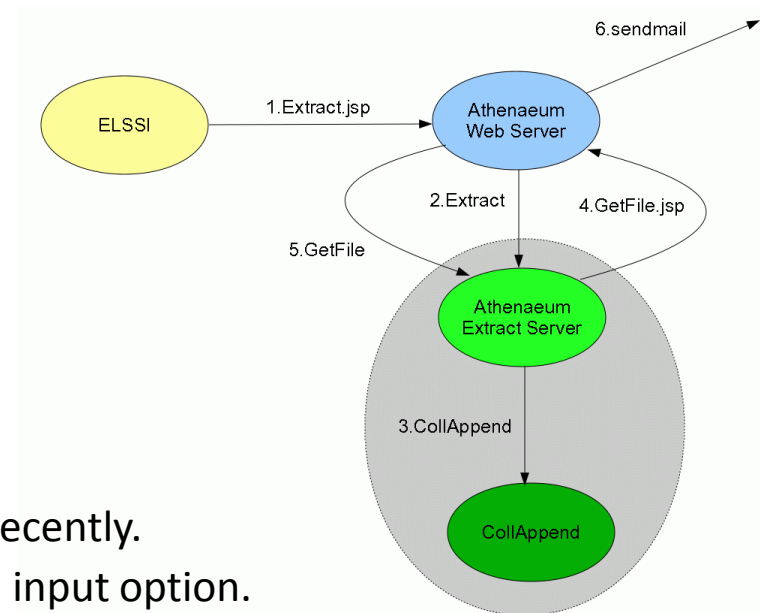 6.sendmail
1.Extract.jsp
ELSSI
Athenaeum
Web Server
2.Extract
4.GetFile.jsp
5.GetFile
Athenaeum
Extract Server
3.CollAppend
CollAppend
ecently.
input option.